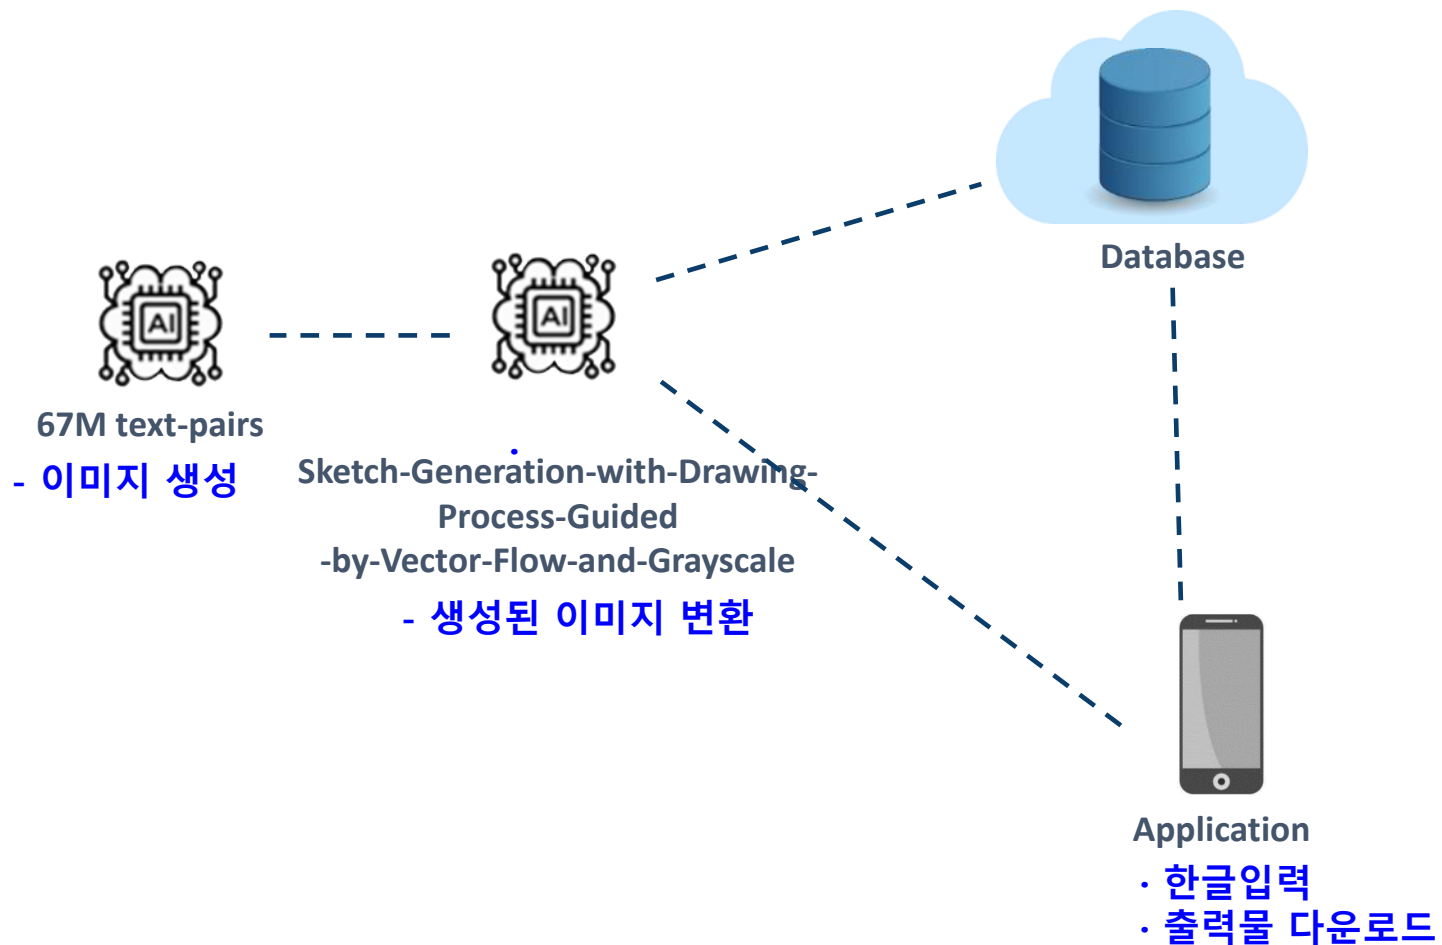 Database
AI
AI
67M text-pairs
- 이미지 생성
·
Sketch-Generation-with-Drawing-
Process-Guided
-by-Vector-Flow-and-Grayscale
- 생성된 이미지 변환
Application
· 한글입력
· 출력물 다운로드